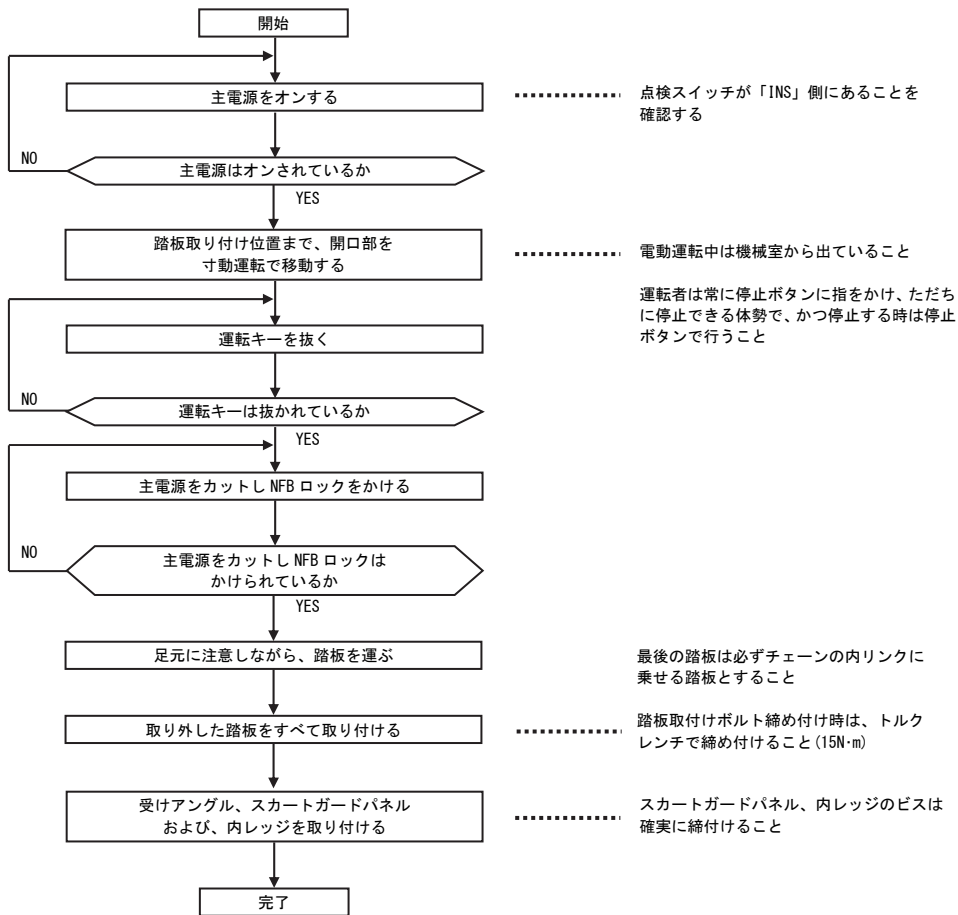 開始
主電源をオンする
点検スイッチが「INS」側にあることを
確認する
NO
主電源はオンされているか
YES
踏板取り付け位置まで、開口部を
寸動運転で移動する
電動運転中は機械室から出ていること
運転者は常に停止ボタンに指をかけ、ただち
に停止できる体勢で、かつ停止する時は停止
ボタンで行うこと
運転キーを抜く
NO
運転キーは抜かれているか
YES
主電源をカットし NFB ロックをかける
NO
主電源をカットし NFB ロックは
かけられているか
YES
足元に注意しながら、踏板を運ぶ
最後の踏板は必ずチェーンの内リンクに
乗せる踏板とすること
取り外した踏板をすべて取り付ける
踏板取付けボルト締め付け時は、トルク
レンチで締め付けること(15N・m)
受けアングル、スカートガードパネル
および、内レッジを取り付ける
スカートガードパネル、内レッジのビスは
確実に締付けること
完了